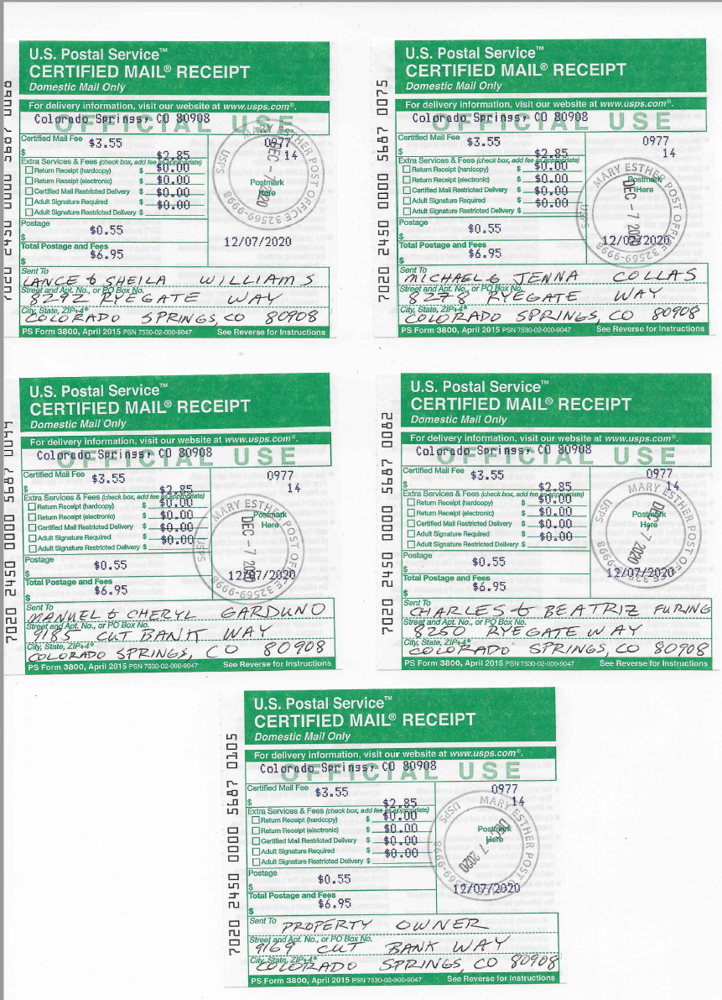 U.S. Postal Service™
CERTIFIED MAIL® RECEIPT
Domestic Mail Only
For delivery information, visit our website at www.usps.com®.
OFFICIAL USE
Colorado Springs, CO 80908
Certified Mail Fee $3.55
$
$2.85
0977
14
Extra Services & Fees (check box, add fee as appropriate)
Return Receipt (hardcopy) $ $0.00
Return Receipt (electronic) $ $0.00
Certified Mail Restricted Delivery $ $0.00
Adult Signature Required $ $0.00
Adult Signature Restricted Delivery $
Postmark
Here
MARY ESTHER POST OFFICE 32569-9998
USPS
DEC - 7 2020
Postage
$ $0.55
12/07/2020
Total Postage and Fees
$ $6.95
Sent To
LANCE & SHEILA WILLIAMS
Street and Apt. No., or PO Box No.
8292 RYEGATE WAY
City, State, ZIP+4®
COLORADO SPRINGS, CO 80908
PS Form 3800, April 2015 PSN 7530-02-000-9047 See Reverse for Instructions
7020 2450 0000 5687 0068
U.S. Postal Service™
CERTIFIED MAIL® RECEIPT
Domestic Mail Only
For delivery information, visit our website at www.usps.com®.
OFFICIAL USE
Colorado Springs, CO 80908
Certified Mail Fee $3.55
$
$2.85
0977
14
Extra Services & Fees (check box, add fee as appropriate)
Return Receipt (hardcopy) $ $0.00
Return Receipt (electronic) $ $0.00
Certified Mail Restricted Delivery $ $0.00
Adult Signature Required $ $0.00
Adult Signature Restricted Delivery $
Postmark
Here
MARY ESTHER POST OFFICE 32569-9998
USPS
DEC - 7 2020
Postage
$ $0.55
12/07/2020
Total Postage and Fees
$ $6.95
Sent To
MICHAEL & JENNA COLLAS
Street and Apt. No., or PO Box No.
8278 RYEGATE WAY
City, State, ZIP+4®
COLORADO SPRINGS, CO 80908
PS Form 3800, April 2015 PSN 7530-02-000-9047 See Reverse for Instructions
7020 2450 0000 5687 0075
U.S. Postal Service™
CERTIFIED MAIL® RECEIPT
Domestic Mail Only
For delivery information, visit our website at www.usps.com®.
OFFICIAL USE
Colorado Springs, CO 80908
Certified Mail Fee $3.55
$
$2.85
0977
14
Extra Services & Fees (check box, add fee as appropriate)
Return Receipt (hardcopy) $ $0.00
Return Receipt (electronic) $ $0.00
Certified Mail Restricted Delivery $ $0.00
Adult Signature Required $ $0.00
Adult Signature Restricted Delivery $
Postmark
Here
MARY ESTHER POST OFFICE 32569-9998
USPS
DEC - 7 2020
Postage
$ $0.55
12/07/2020
Total Postage and Fees
$ $6.95
Sent To
MANUEL & CHERYL GARDUNO
Street and Apt. No., or PO Box No.
9185 CUT BANK WAY
City, State, ZIP+4®
COLORADO SPRINGS, CO 80908
PS Form 3800, April 2015 PSN 7530-02-000-9047 See Reverse for Instructions
7020 2450 0000 5687
U.S. Postal Service™
CERTIFIED MAIL® RECEIPT
Domestic Mail Only
For delivery information, visit our website at www.usps.com®.
OFFICIAL USE
Colorado Springs, CO 80908
Certified Mail Fee $3.55
$
$2.85
0977
14
Extra Services & Fees (check box, add fee as appropriate)
Return Receipt (hardcopy) $ $0.00
Return Receipt (electronic) $ $0.00
Certified Mail Restricted Delivery $ $0.00
Adult Signature Required $ $0.00
Adult Signature Restricted Delivery $
Postmark
Here
MARY ESTHER POST OFFICE 32569-9998
USPS
DEC 7 2020
Postage
$ $0.55
12/07/2020
Total Postage and Fees
$ $6.95
Sent To
CHARLES & BEATRIZ FURING
Street and Apt. No., or PO Box No.
8250 RYEGATE WAY
City, State, ZIP+4®
COLORADO SPRINGS, CO 80908
PS Form 3800, April 2015 PSN 7530-02-000-9047 See Reverse for Instructions
7020 2450 0000 5687 0082
U.S. Postal Service™
CERTIFIED MAIL® RECEIPT
Domestic Mail Only
For delivery information, visit our website at www.usps.com®.
OFFICIAL USE
Colorado Springs, CO 80908
Certified Mail Fee $3.55
$
$2.85
0977
14
Extra Services & Fees (check box, add fee as appropriate)
Return Receipt (hardcopy) $ $0.00
Return Receipt (electronic) $ $0.00
Certified Mail Restricted Delivery $ $0.00
Adult Signature Required $ $0.00
Adult Signature Restricted Delivery $
Postmark
Here
MARY ESTHER POST OFFICE 32569-9998
USPS
DEC 7 2020
Postage
$ $0.55
12/07/2020
Total Postage and Fees
$ $6.95
Sent To
PROPERTY OWNER
Street and Apt. No., or PO Box No.
9169 CUT BANK WAY
City, State, ZIP+4®
COLORADO SPRINGS, CO 80908
PS Form 3800, April 2015 PSN 7530-02-000-9047 See Reverse for Instructions
7020 2450 0000 5687 0105